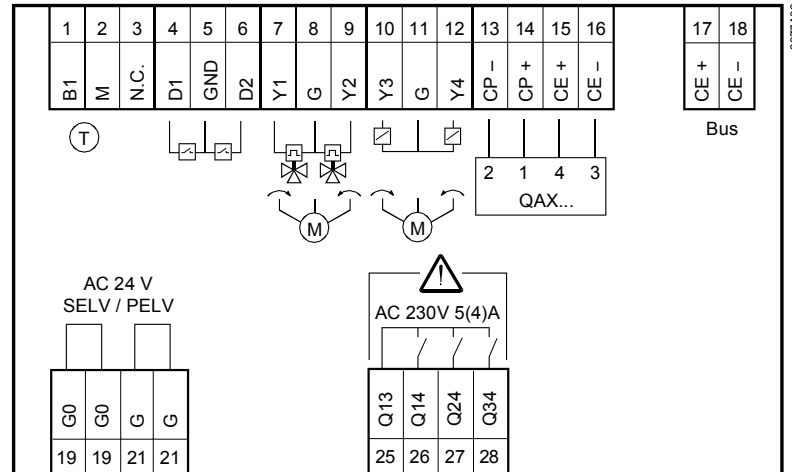 1 2 3 4 5 6 7 8 9 10 11 12 13 14 15 16 17 18
B1 M N.C. D1 GND D2 Y1 G Y2 Y3 G Y4 CP – CP + CE + CE – CE + CE –
T
Bus
2 1 4 3
QAX...
M M
AC 24 V
SELV / PELV
AC 230V 5(4)A
G0 G0 G G Q13 Q14 Q24 Q34
19 19 21 21 25 26 27 28